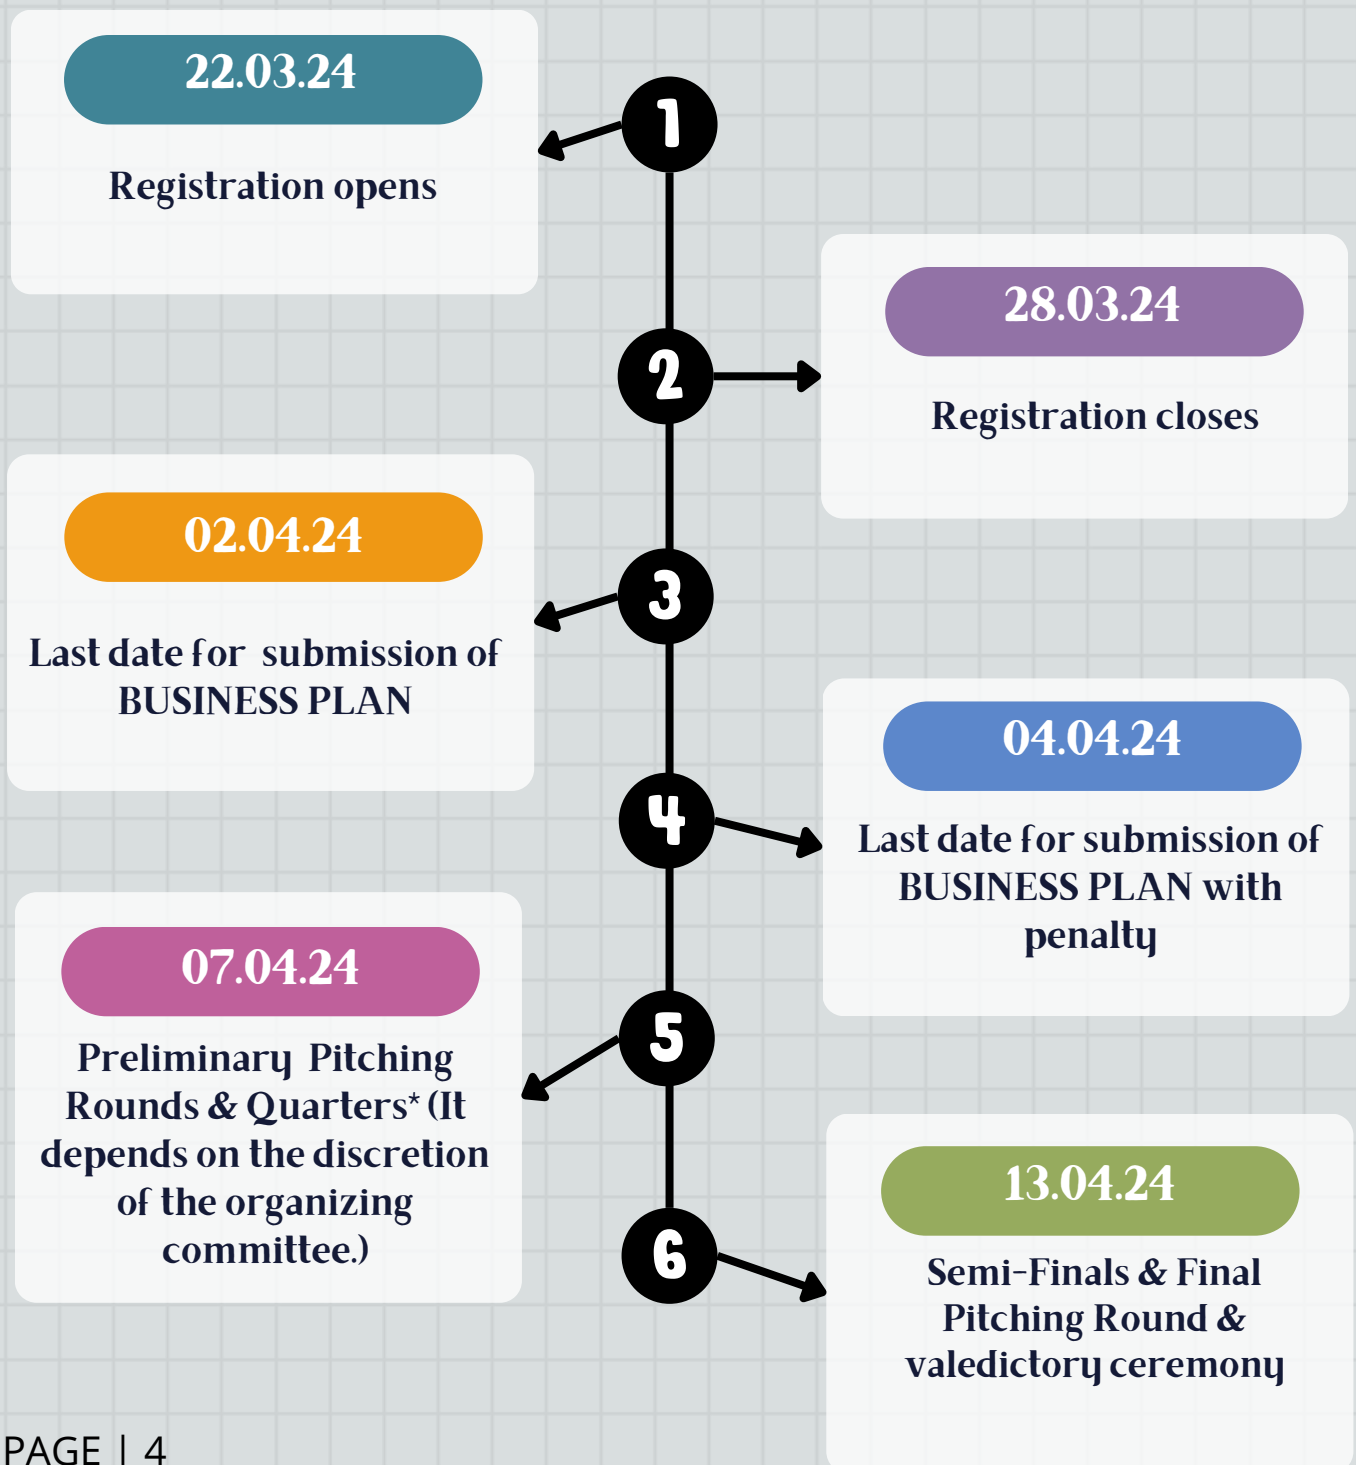 22.03.24
Registration opens
1
28.03.24
Registration closes
2
02.04.24
Last date for submission of
BUSINESS PLAN
3
04.04.24
Last date for submission of
BUSINESS PLAN with
penalty
4
07.04.24
Preliminary Pitching
Rounds & Quarters* (It
depends on the discretion
of the organizing
committee.)
5
13.04.24
Semi-Finals & Final
Pitching Round &
valedictory ceremony
6
PAGE | 4